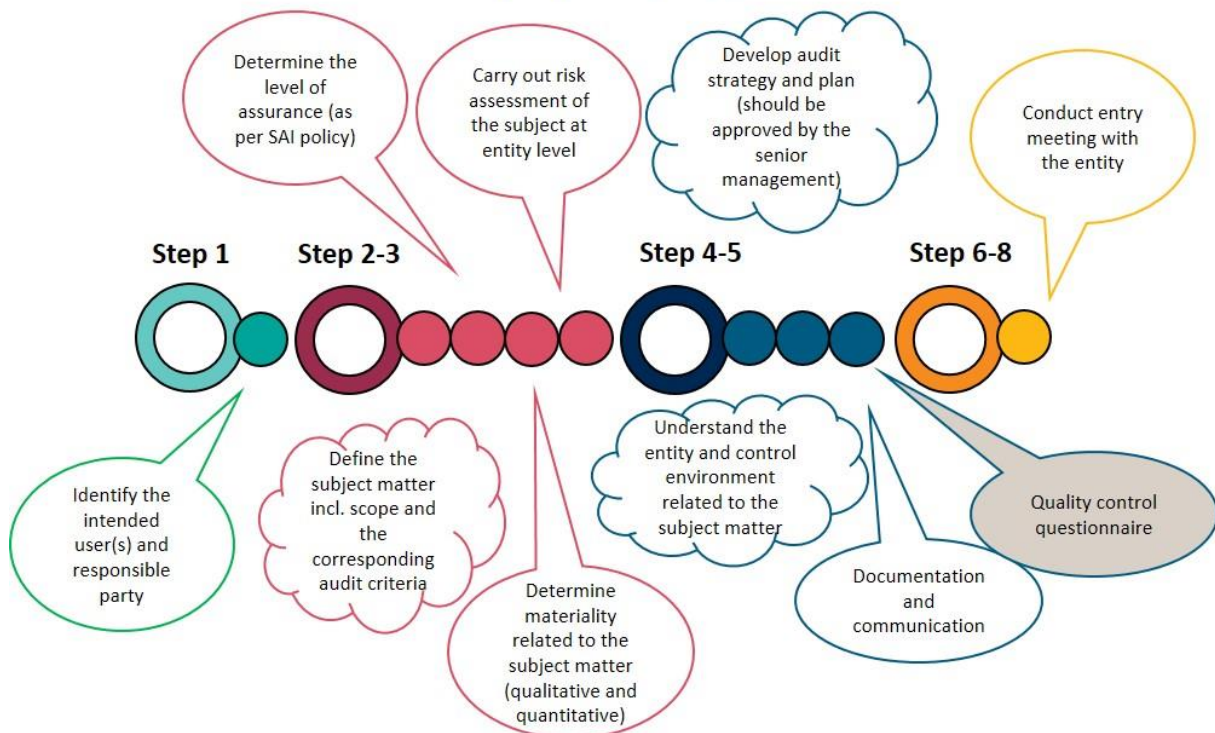 Determine the
level of
assurance (as
per SAI policy)
Carry out risk
assessment of
the subject at
entity level
Develop audit
strategy and plan
(should be
approved by the
senior
management)
Conduct entry
meeting with
the entity
Step 1
Step 2-3
Step 4-5
Step 6-8
Identify the
intended
user(s) and
responsible
party
Define the
subject matter
incl. scope and
the
corresponding
audit criteria
Determine
materiality
related to the
subject matter
(qualitative and
quantitative)
Understand the
entity and control
environment
related to the
subject matter
Documentation
and
communication
Quality control
questionnaire